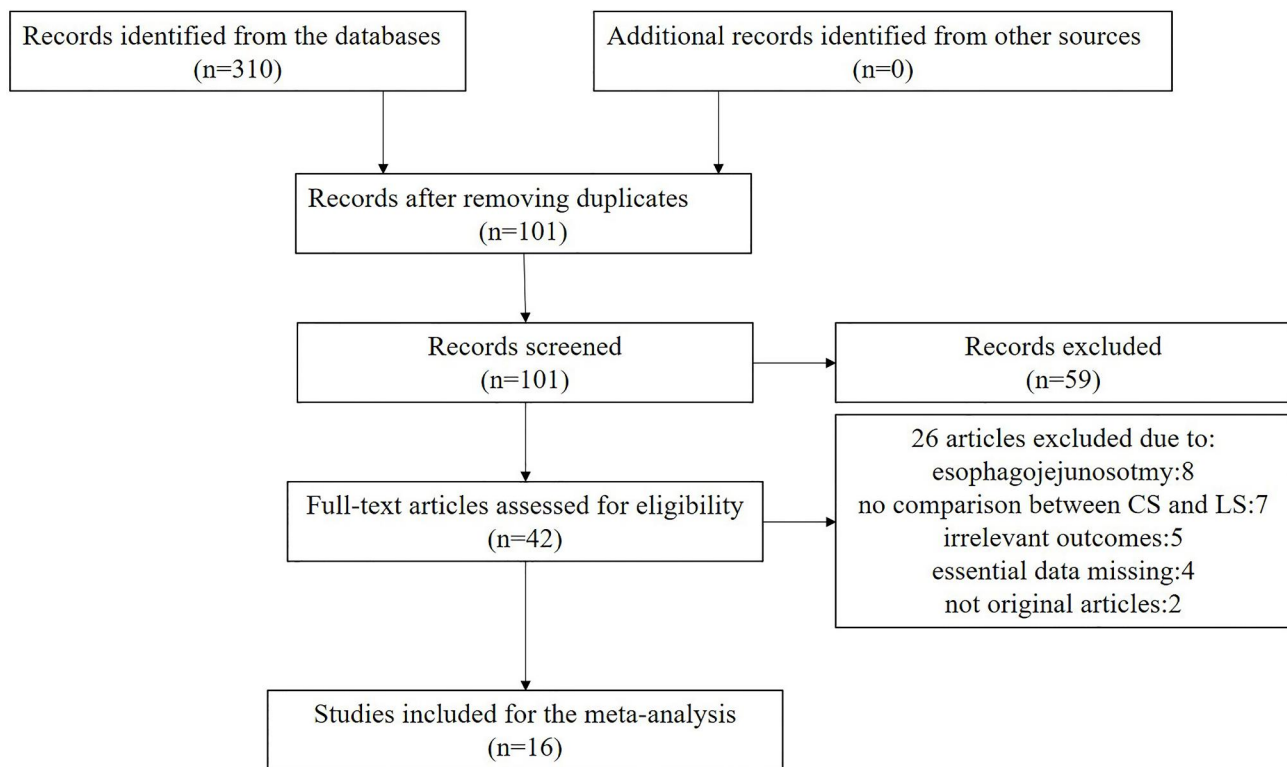 Records identified from the databases
(n=310)
Additional records identified from other sources
(n=0)
Records after removing duplicates
(n=101)
Records screened
(n=101)
Records excluded
(n=59)
Full-text articles assessed for eligibility
(n=42)
26 articles excluded due to:
esophagojejunosotmy:8
no comparison between CS and LS:7
irrelevant outcomes:5
essential data missing:4
not original articles:2
Studies included for the meta-analysis
(n=16)